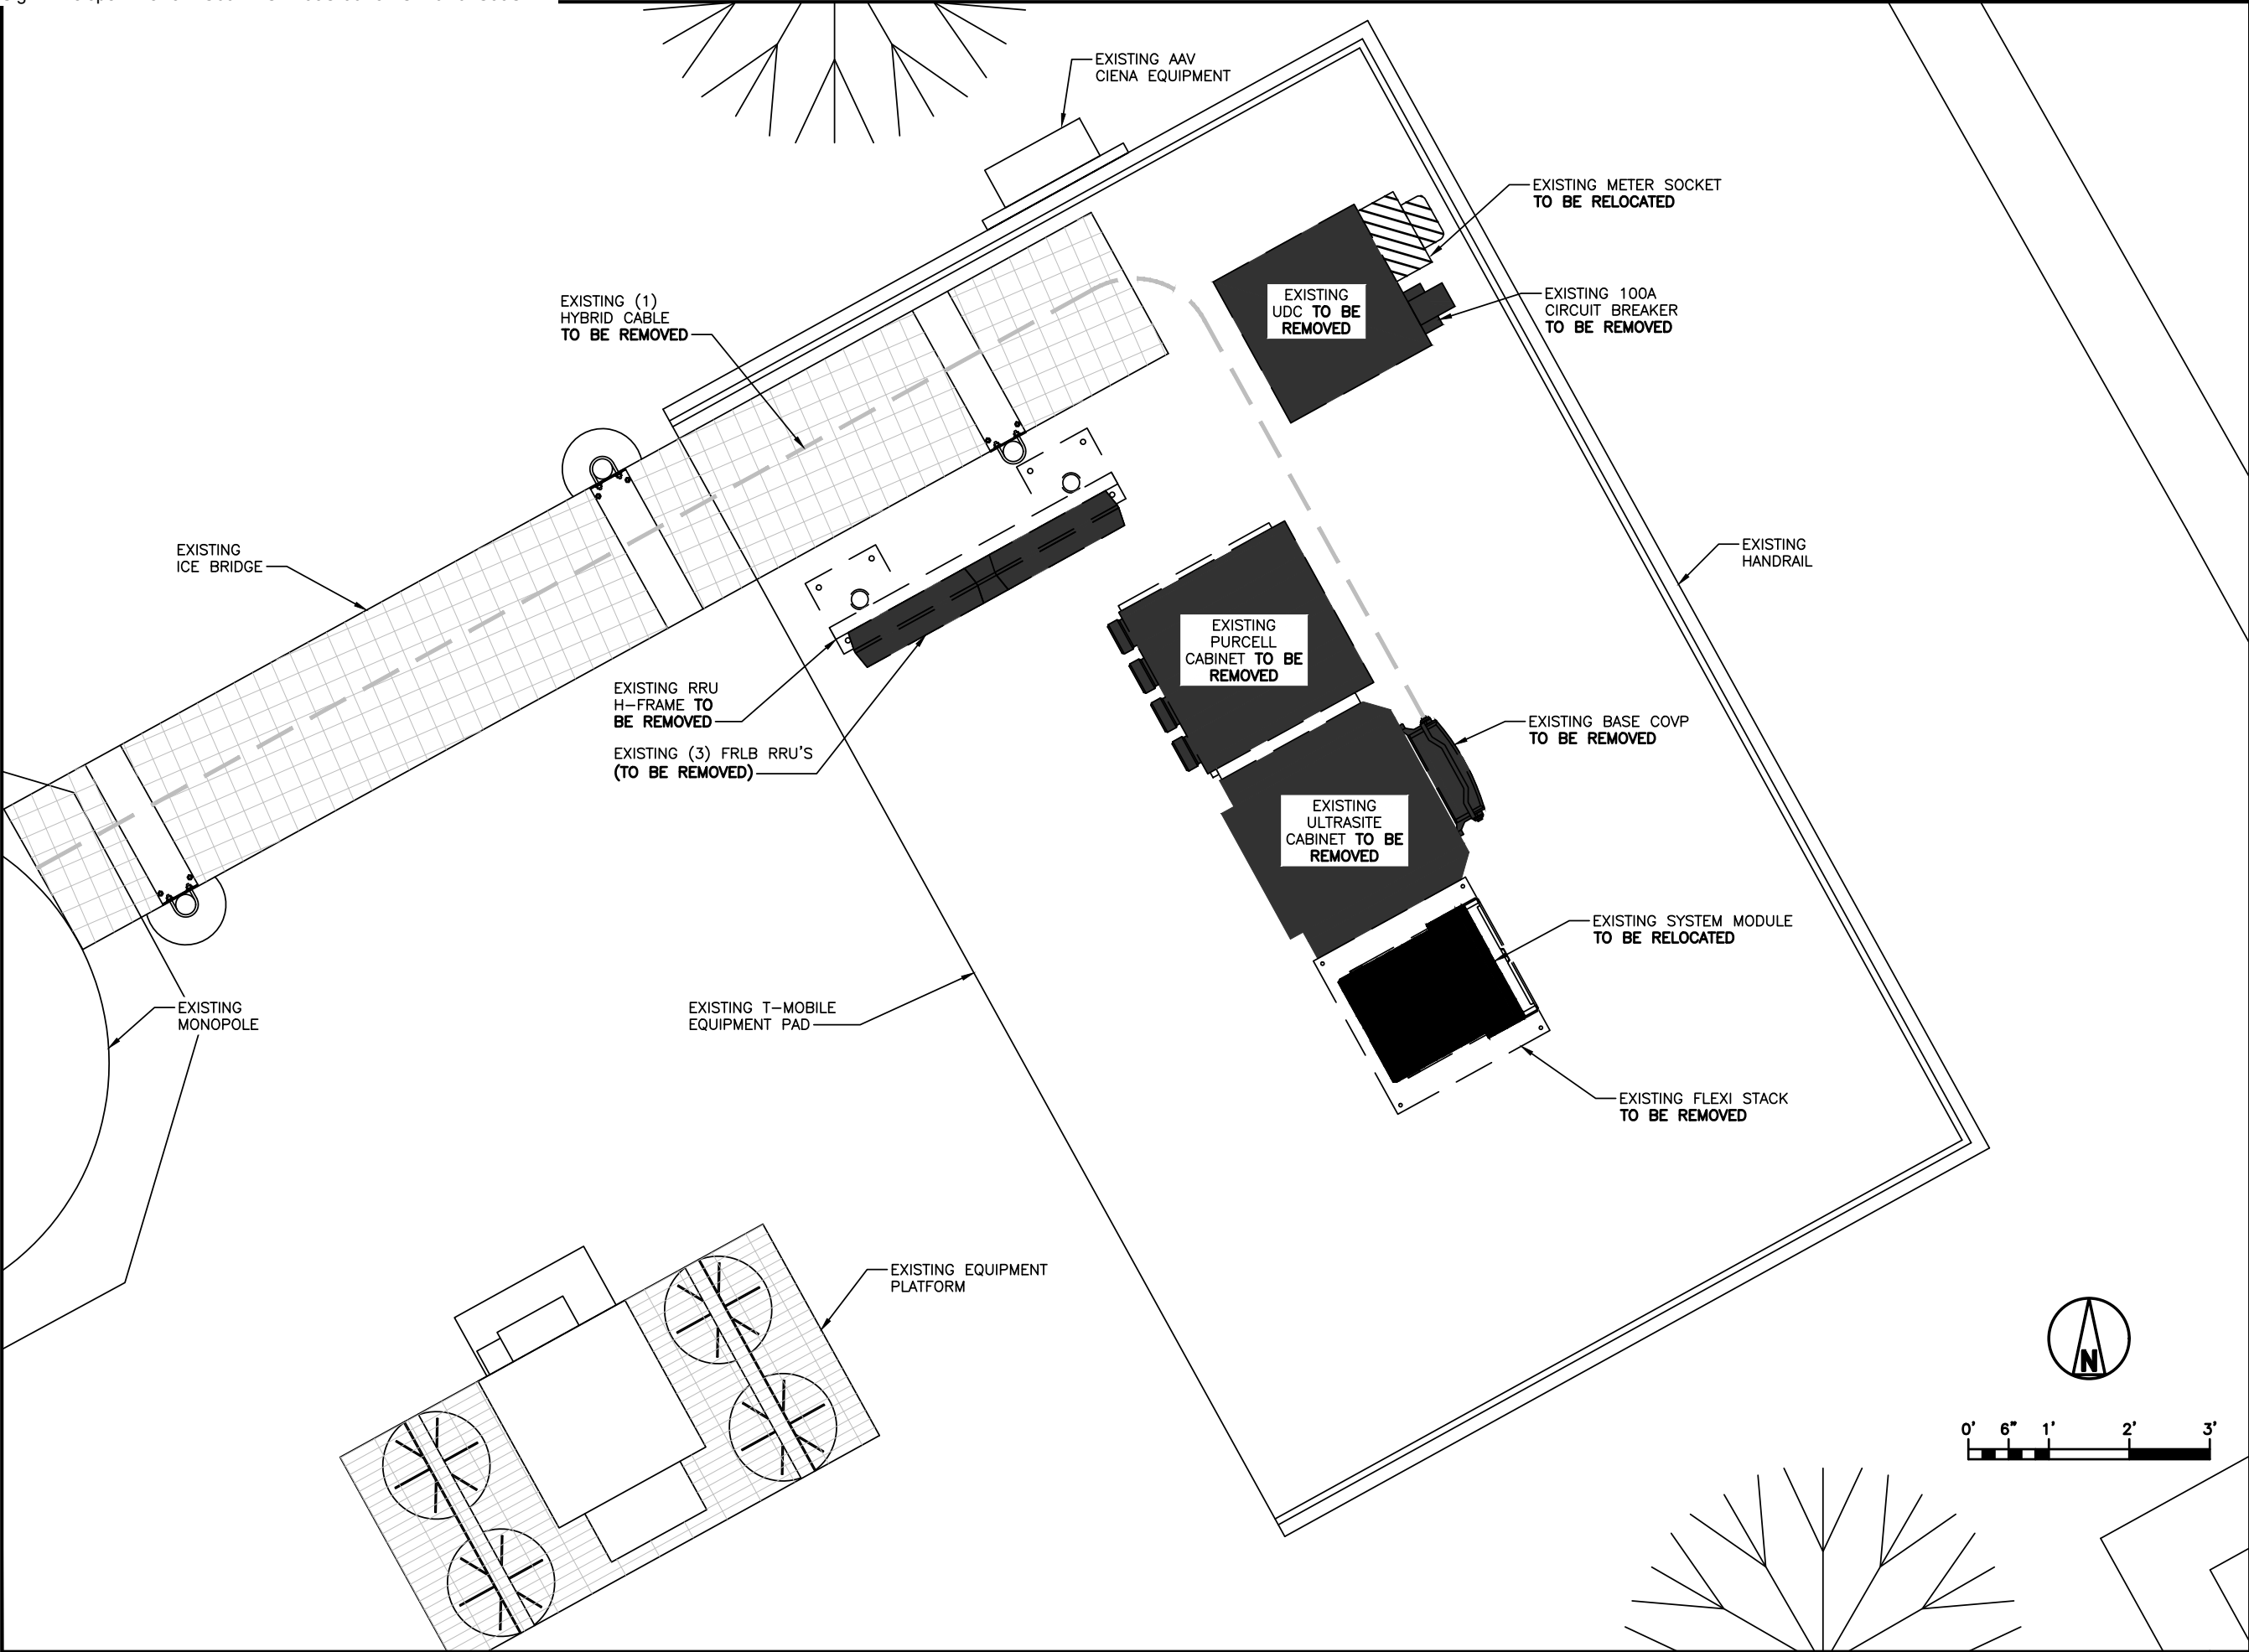 EXISTING AAV
CIENA EQUIPMENT
EXISTING METER SOCKET
TO BE RELOCATED
EXISTING (1)
HYBRID CABLE
TO BE REMOVED
EXISTING
UDC TO BE
REMOVED
EXISTING 100A
CIRCUIT BREAKER
TO BE REMOVED
EXISTING
ICE BRIDGE
EXISTING
HANDRAIL
EXISTING
PURCELL
CABINET TO BE
REMOVED
EXISTING RRU
H-FRAME TO
BE REMOVED
EXISTING (3) FRLB RRU'S
(TO BE REMOVED)
EXISTING BASE COVP
TO BE REMOVED
EXISTING
ULTRASITE
CABINET TO BE
REMOVED
EXISTING SYSTEM MODULE
TO BE RELOCATED
EXISTING
MONOPOLE
EXISTING T-MOBILE
EQUIPMENT PAD
EXISTING FLEXI STACK
TO BE REMOVED
EXISTING EQUIPMENT
PLATFORM
N
0' 6" 1' 2' 3'